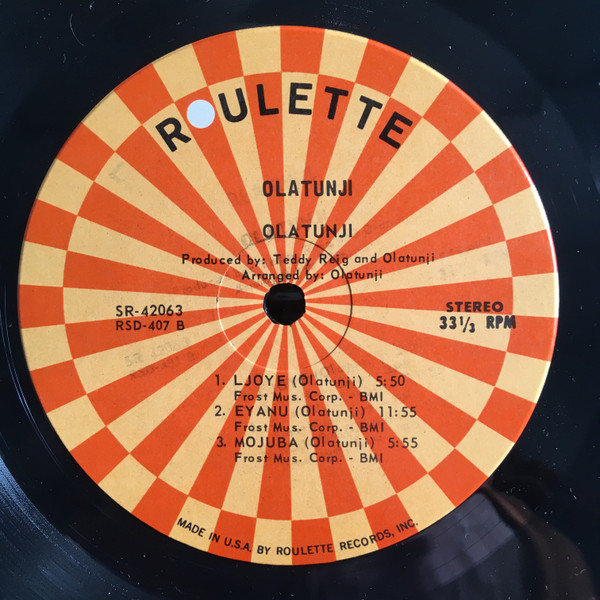 ROULETTE
OLATUNJI
OLATUNJI
Produced by: Teddy Reig and Olatunji
Arranged by: Olatunji
SR-42063
RSD-407 B
STEREO
33 1/3 RPM
1. LJOYE (Olatunji) 5:50
Frost Mus. Corp. - BMI
2. EYANU (Olatunji) 11:55
Frost Mus. Corp. - BMI
3. MOJUBA (Olatunji) 5:55
Frost Mus. Corp. - BMI
MADE IN U.S.A. BY ROULETTE RECORDS, INC.